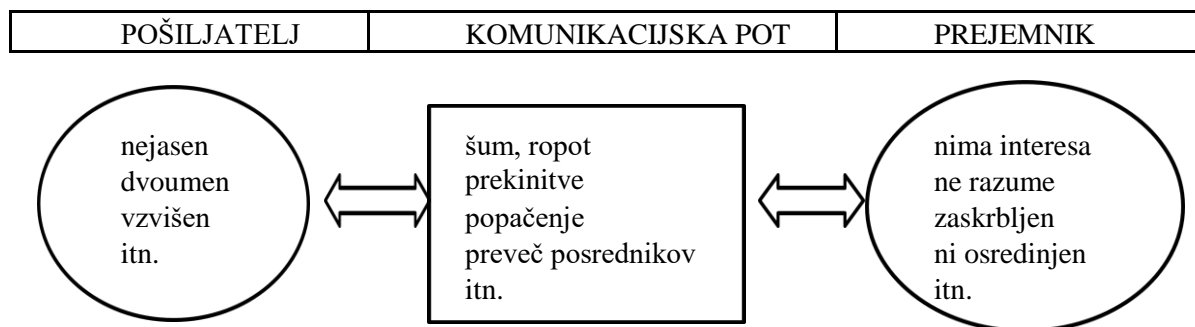 POŠILJATELJ
KOMUNIKACIJSKA POT
PREJEMNIK
nejasen
dvoumen
vzvišen
itn.
šum, ropot
prekinitve
popačenje
preveč posrednikov
itn.
nima interesa
ne razume
zaskrbljen
ni osredinjen
itn.